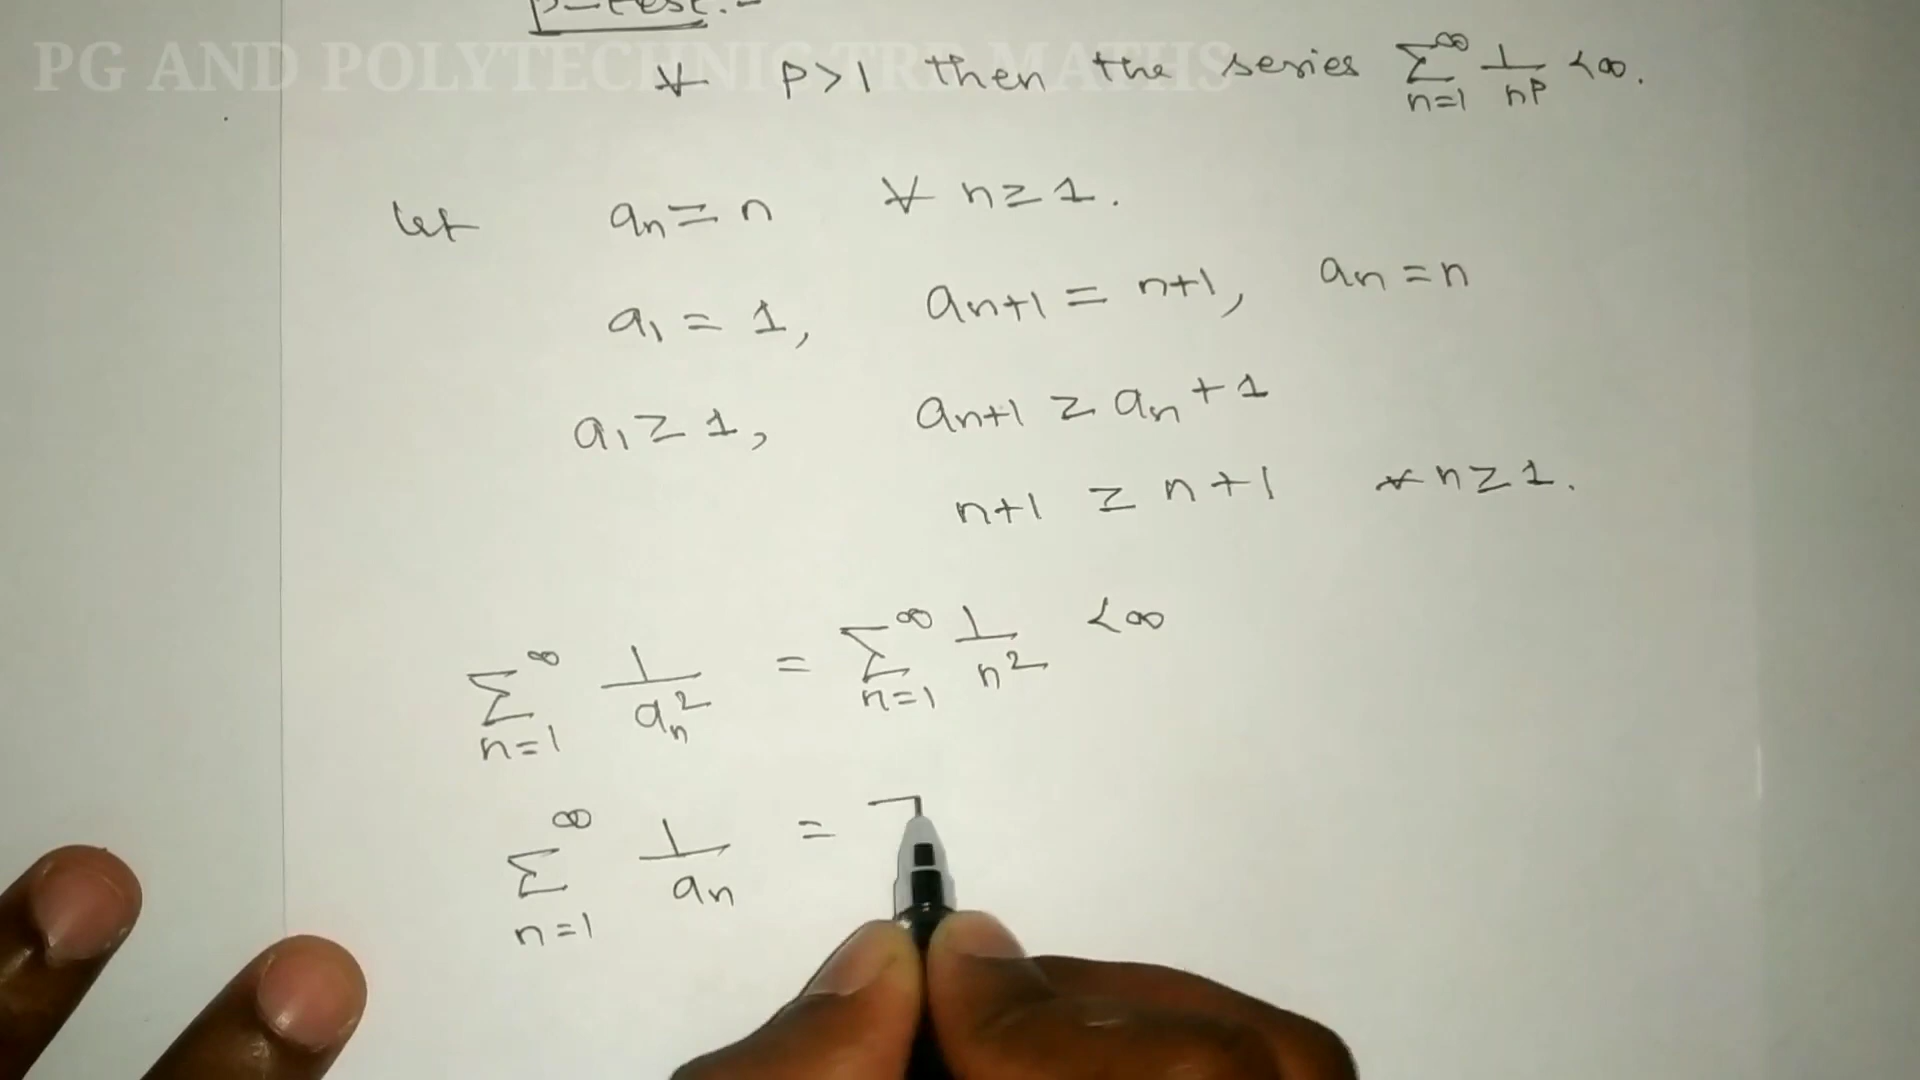 p-test:-
PG AND POLYTECHNIC TRB MATHS
∀ p>1 then the series ∑_{n=1}^{∞} 1/n^p <∞.
let a_n = n ∀ n≥1.
a_1 = 1, a_{n+1} = n+1, a_n = n
a_1 ≥ 1, a_{n+1} ≥ a_n + 1
n+1 ≥ n+1 ∀ n≥1.
∑_{n=1}^{∞} 1/a_n^2 = ∑_{n=1}^{∞} 1/n^2 <∞
∑_{n=1}^{∞} 1/a_n =